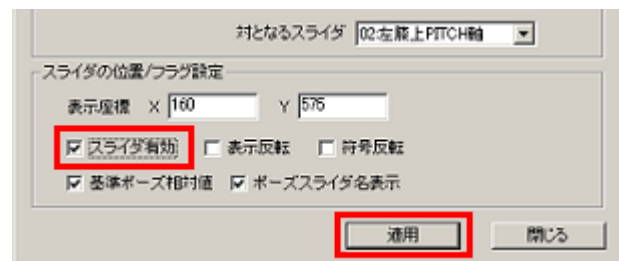 対となるスライダ 02:左膝上PITCH軸
スライダの位置/フラグ設定
表示座標 X 160 Y 575
スライダ有効 表示反転 符号反転
基準ポーズ相対値 ポーズスライダ名表示
適用 閉じる